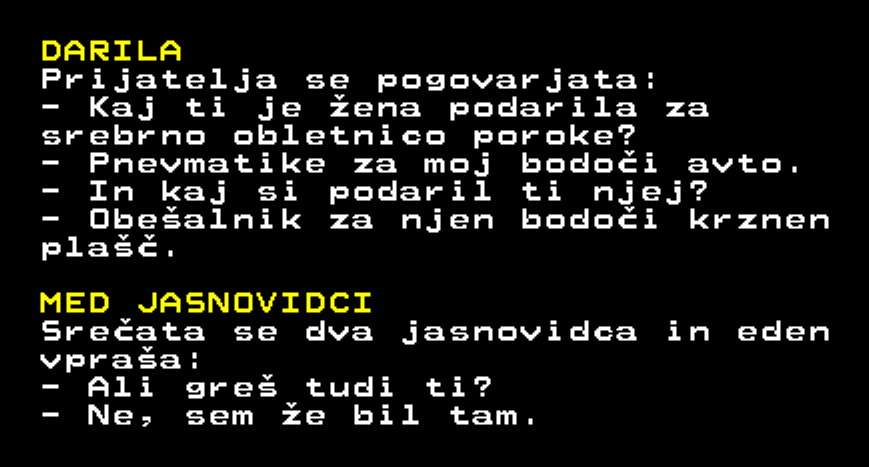 DARILA
Prijatelja se pogovarjata:
- Kaj ti je žena podarila za
srebrno obletnico poroke?
- Pnevmatike za moj bodoči avto.
- In kaj si podaril ti njej?
- Obešalnik za njen bodoči krznen
plašč.
MED JASNOVIDCI
Srečata se dva jasnovidca in eden
vpraša:
- Ali greš tudi ti?
- Ne, sem že bil tam.